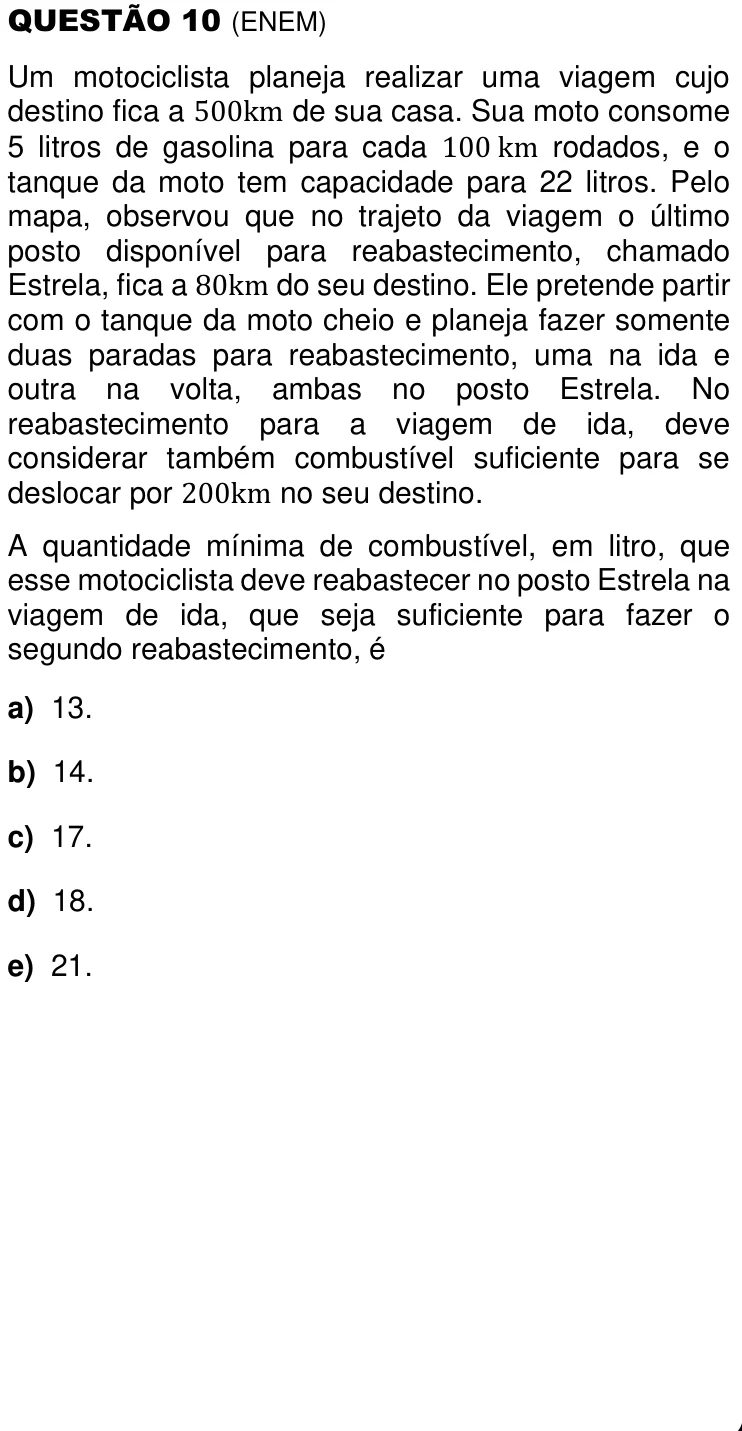 QUESTÃO 10 (ENEM)
Um motociclista planeja realizar uma viagem cujo
destino fica a 500km de sua casa. Sua moto consome
5 litros de gasolina para cada 100 km rodados, e o
tanque da moto tem capacidade para 22 litros. Pelo
mapa, observou que no trajeto da viagem o último
posto disponível para reabastecimento, chamado
Estrela, fica a 80km do seu destino. Ele pretende partir
com o tanque da moto cheio e planeja fazer somente
duas paradas para reabastecimento, uma na ida e
outra na volta, ambas no posto Estrela. No
reabastecimento para a viagem de ida, deve
considerar também combustível suficiente para se
deslocar por 200km no seu destino.
A quantidade mínima de combustível, em litro, que
esse motociclista deve reabastecer no posto Estrela na
viagem de ida, que seja suficiente para fazer o
segundo reabastecimento, é
a) 13.
b) 14.
c) 17.
d) 18.
e) 21.